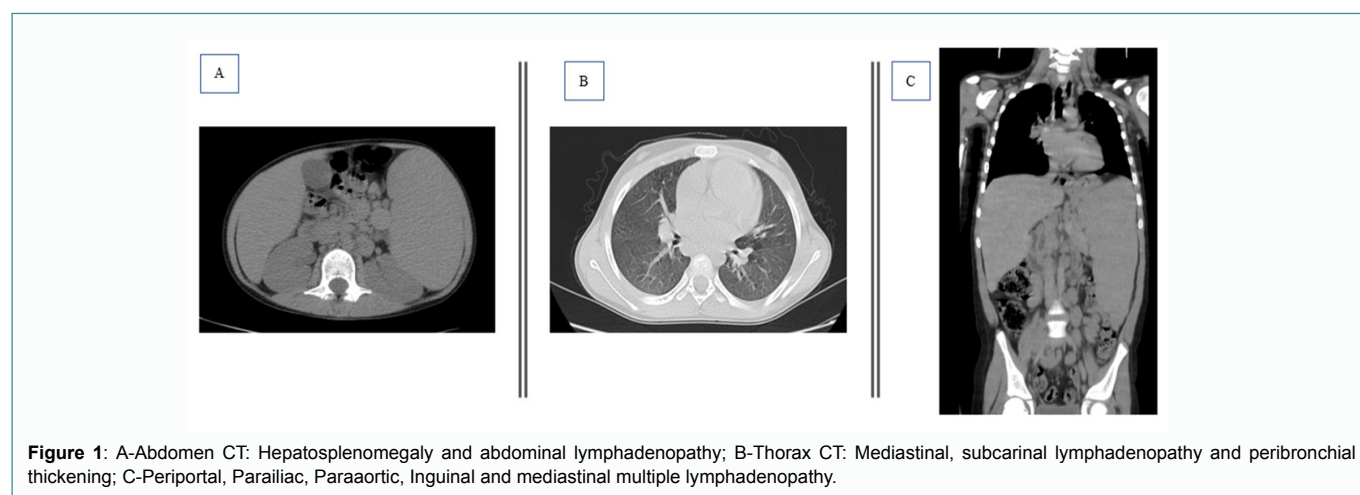 A
B
C
Figure 1: A-Abdomen CT: Hepatosplenomegaly and abdominal lymphadenopathy; B-Thorax CT: Mediastinal, subcarinal lymphadenopathy and peribronchial
thickening; C-Periportal, Parailiac, Paraaortic, Inguinal and mediastinal multiple lymphadenopathy.